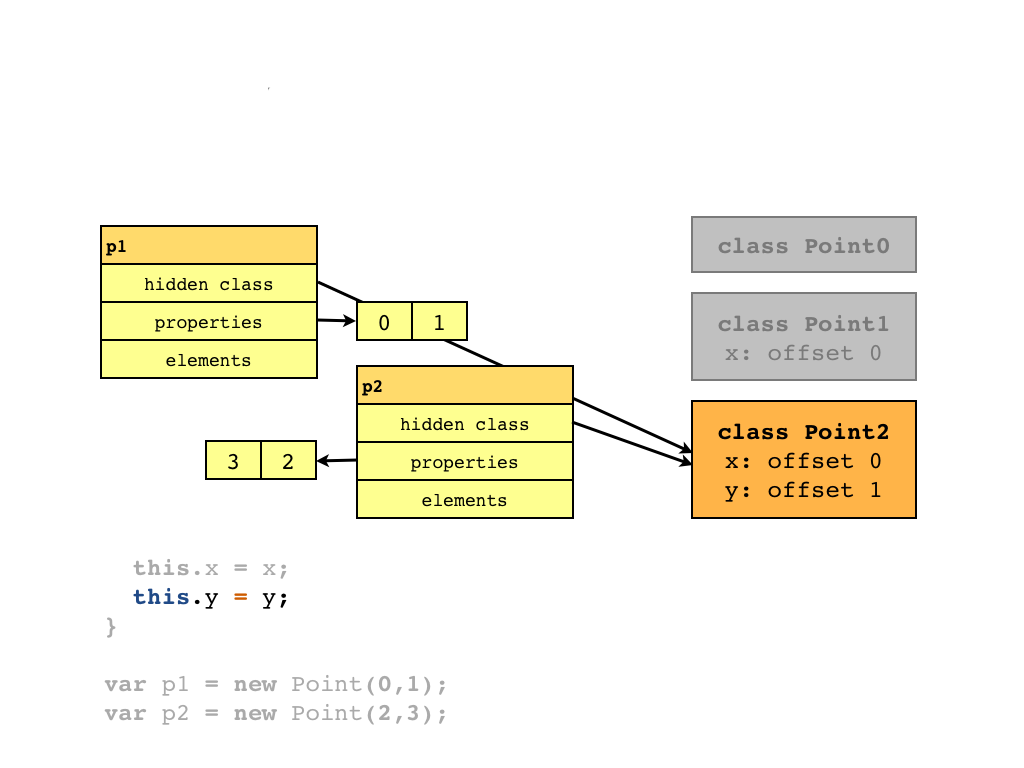 p1
hidden class
properties
elements
0 1
class Point0
class Point1
x: offset 0
p2
hidden class
properties
elements
3 2
class Point2
x: offset 0
y: offset 1
this.x = x;
this.y = y;
}
var p1 = new Point(0,1);
var p2 = new Point(2,3);